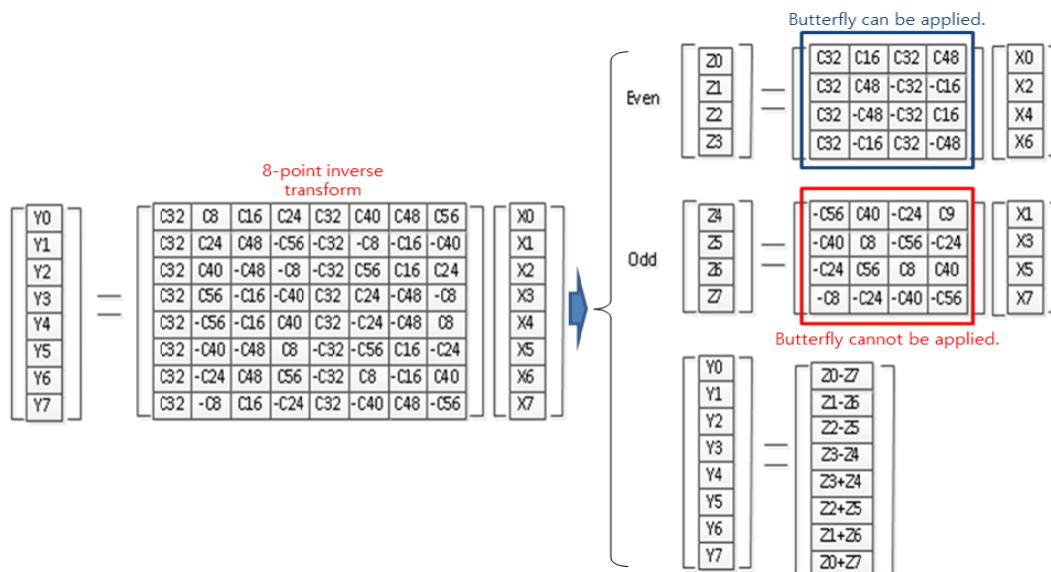 8-point inverse
transform
Y0 C32 C8 C16 C24 C32 C40 C48 C56 X0
Y1 C32 C24 C48 -C56 -C32 -C8 -C16 -C40 X1
Y2 C32 C40 -C48 -C8 -C32 C56 C16 C24 X2
Y3 = C32 C56 -C16 -C40 C32 C24 -C48 -C8 X3
Y4 C32 -C56 -C16 C40 C32 -C24 -C48 C8 X4
Y5 C32 -C40 -C48 C8 -C32 -C56 C16 -C24 X5
Y6 C32 -C24 C48 C56 -C32 C8 -C16 C40 X6
Y7 C32 -C8 C16 -C24 C32 -C40 C48 -C56 X7
Butterfly can be applied.
Even
Z0 C32 C16 C32 C48 X0
Z1 = C32 C48 -C32 -C16 X2
Z2 C32 -C48 -C32 C16 X4
Z3 C32 -C16 C32 -C48 X6
Odd
Z4 -C56 C40 -C24 C9 X1
Z5 = -C40 C8 -C56 -C24 X3
Z6 -C24 C56 C8 C40 X5
Z7 -C8 -C24 -C40 -C56 X7
Butterfly cannot be applied.
Y0 Z0-Z7
Y1 Z1-Z6
Y2 Z2-Z5
Y3 = Z3-Z4
Y4 Z3+Z4
Y5 Z2+Z5
Y6 Z1+Z6
Y7 Z0+Z7